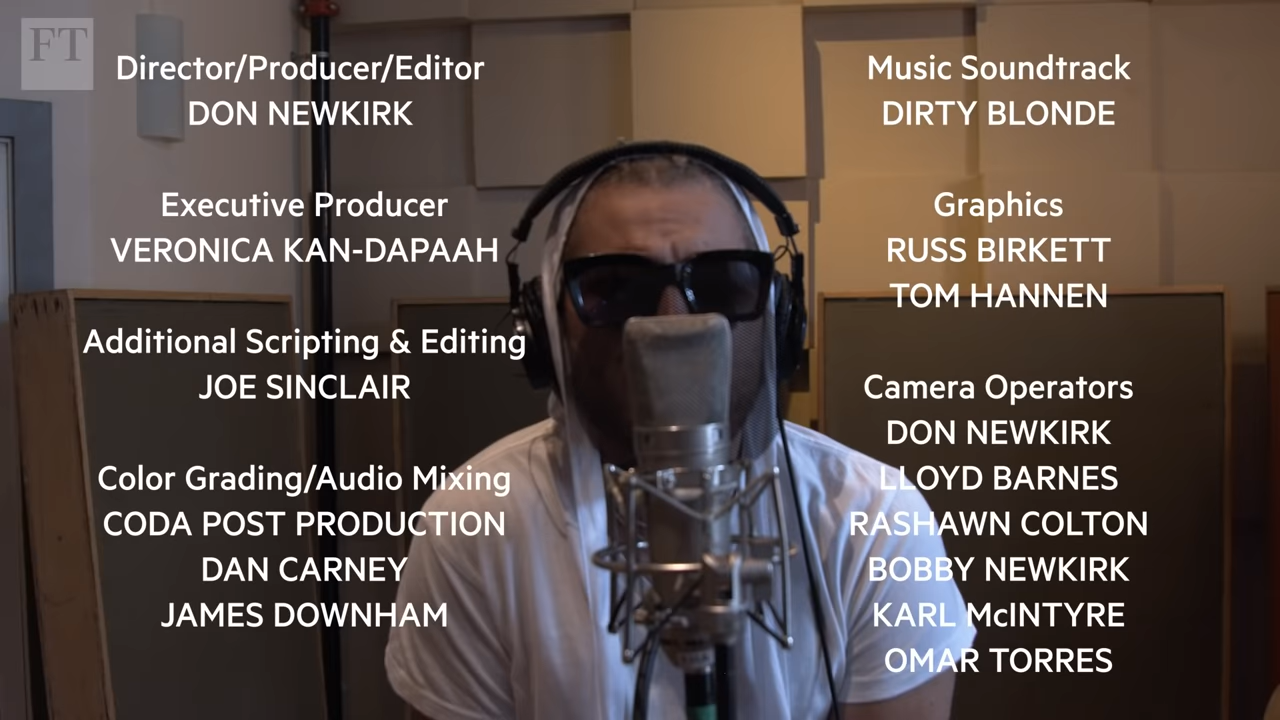 FT
Director/Producer/Editor
DON NEWKIRK
Executive Producer
VERONICA KAN-DAPAAH
Additional Scripting & Editing
JOE SINCLAIR
Color Grading/Audio Mixing
CODA POST PRODUCTION
DAN CARNEY
JAMES DOWNHAM
Music Soundtrack
DIRTY BLONDE
Graphics
RUSS BIRKETT
TOM HANNEN
Camera Operators
DON NEWKIRK
LLOYD BARNES
RASHAWN COLTON
BOBBY NEWKIRK
KARL McINTYRE
OMAR TORRES